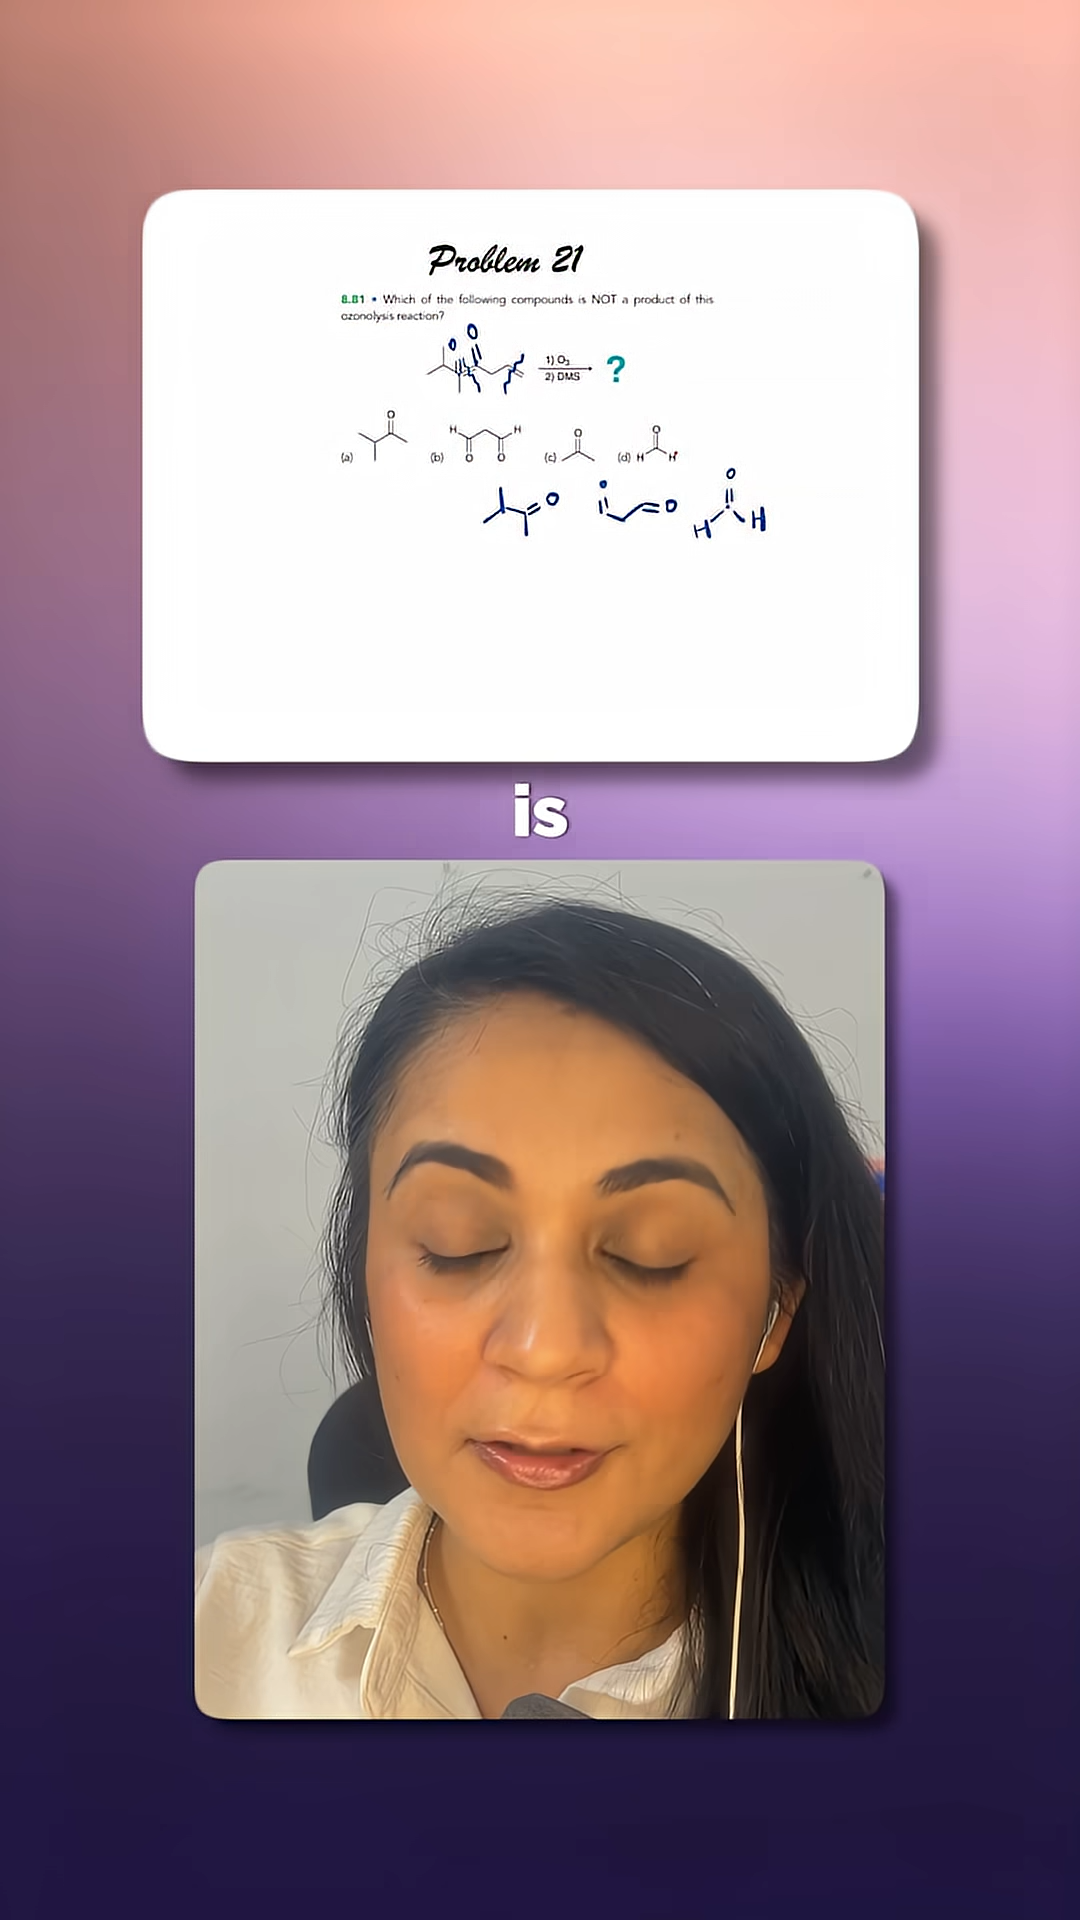 Problem 21
8.81 • Which of the following compounds is NOT a product of this
ozonolysis reaction?
O
O
1) O3
2) DMS
?
O
H H
O O
O
O
H H
(a) (b) (c) (d)
O
O
O
O
H H
is